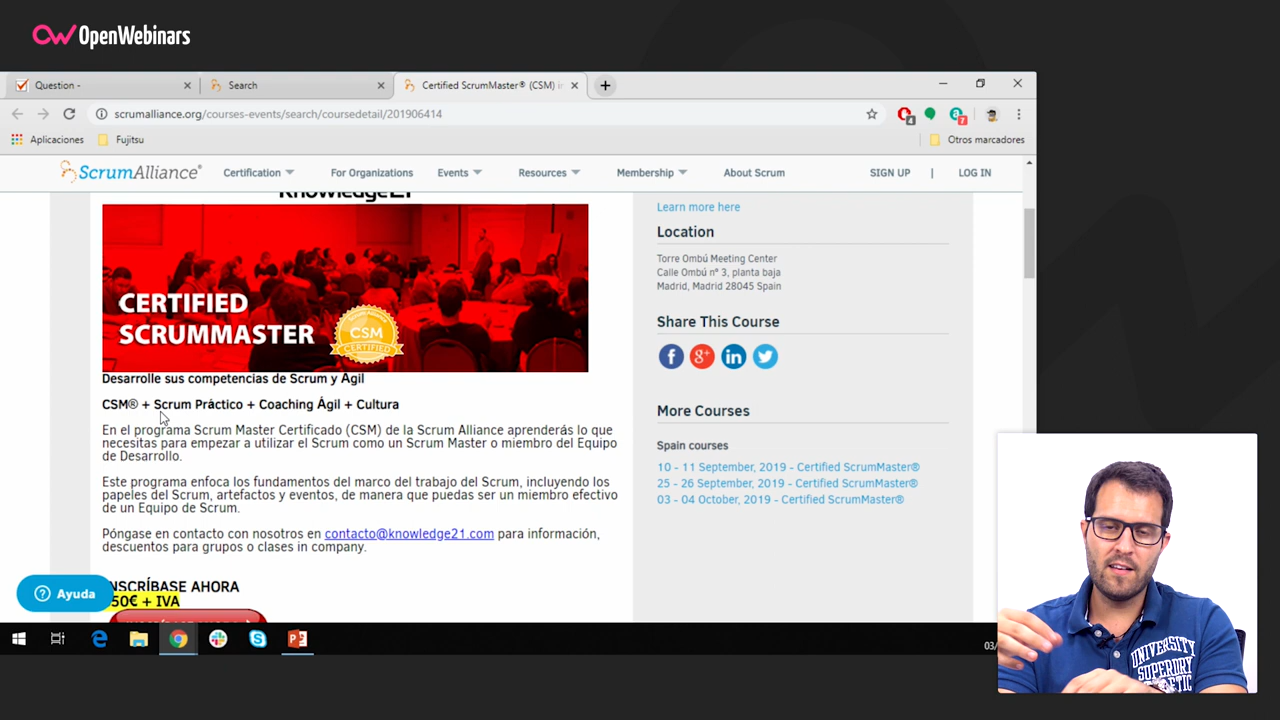 OpenWebinars
Question -
Search
Certified ScrumMaster® (CSM) in
scrumalliance.org/courses-events/search/coursedetail/201906414
4
7
Aplicaciones
Fujitsu
Otros marcadores
ScrumAlliance®
Certification
For Organizations
Events
Resources
Membership
About Scrum
SIGN UP | LOG IN
Knowledge21
CERTIFIED
SCRUMMASTER
CSM
CERTIFIED
Desarrolle sus competencias de Scrum y Agil
CSM® + Scrum Práctico + Coaching Ágil + Cultura
En el programa Scrum Master Certificado (CSM) de la Scrum Alliance aprenderás lo que
necesitas para empezar a utilizar el Scrum como un Scrum Master o miembro del Equipo
de Desarrollo.
Este programa enfoca los fundamentos del marco del trabajo del Scrum, incluyendo los
papeles del Scrum, artefactos y eventos, de manera que puedas ser un miembro efectivo
de un Equipo de Scrum.
Póngase en contacto con nosotros en contacto@knowledge21.com para información,
descuentos para grupos o clases in company.
NSCRÍBASE AHORA
50€ + IVA
Ayuda
Learn more here
Location
Torre Ombú Meeting Center
Calle Ombú nº 3, planta baja
Madrid, Madrid 28045 Spain
Share This Course
More Courses
Spain courses
10 - 11 September, 2019 - Certified ScrumMaster®
25 - 26 September, 2019 - Certified ScrumMaster®
03 - 04 October, 2019 - Certified ScrumMaster®
03/
UNIVERSITY
SUPERDRY